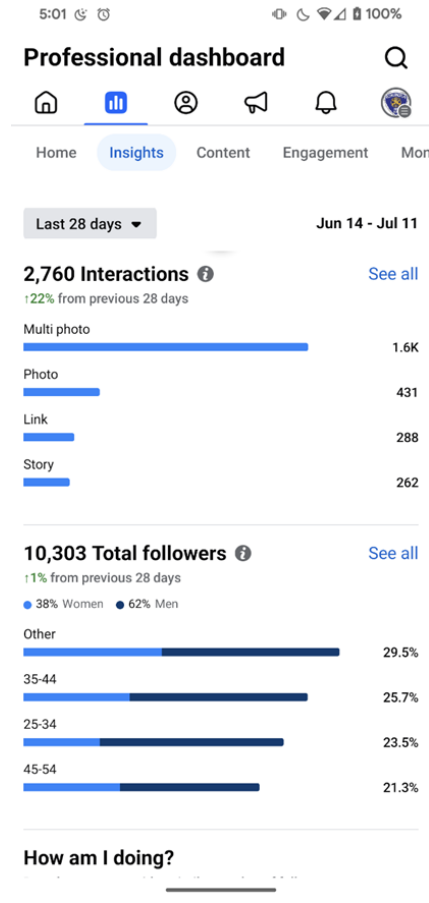 5:01 100%
Professional dashboard
Home Insights Content Engagement Mon
Last 28 days Jun 14 - Jul 11
2,760 Interactions See all
↑22% from previous 28 days
Multi photo
1.6K
Photo
431
Link
288
Story
262
10,303 Total followers See all
↑1% from previous 28 days
38% Women 62% Men
Other
29.5%
35-44
25.7%
25-34
23.5%
45-54
21.3%
How am I doing?